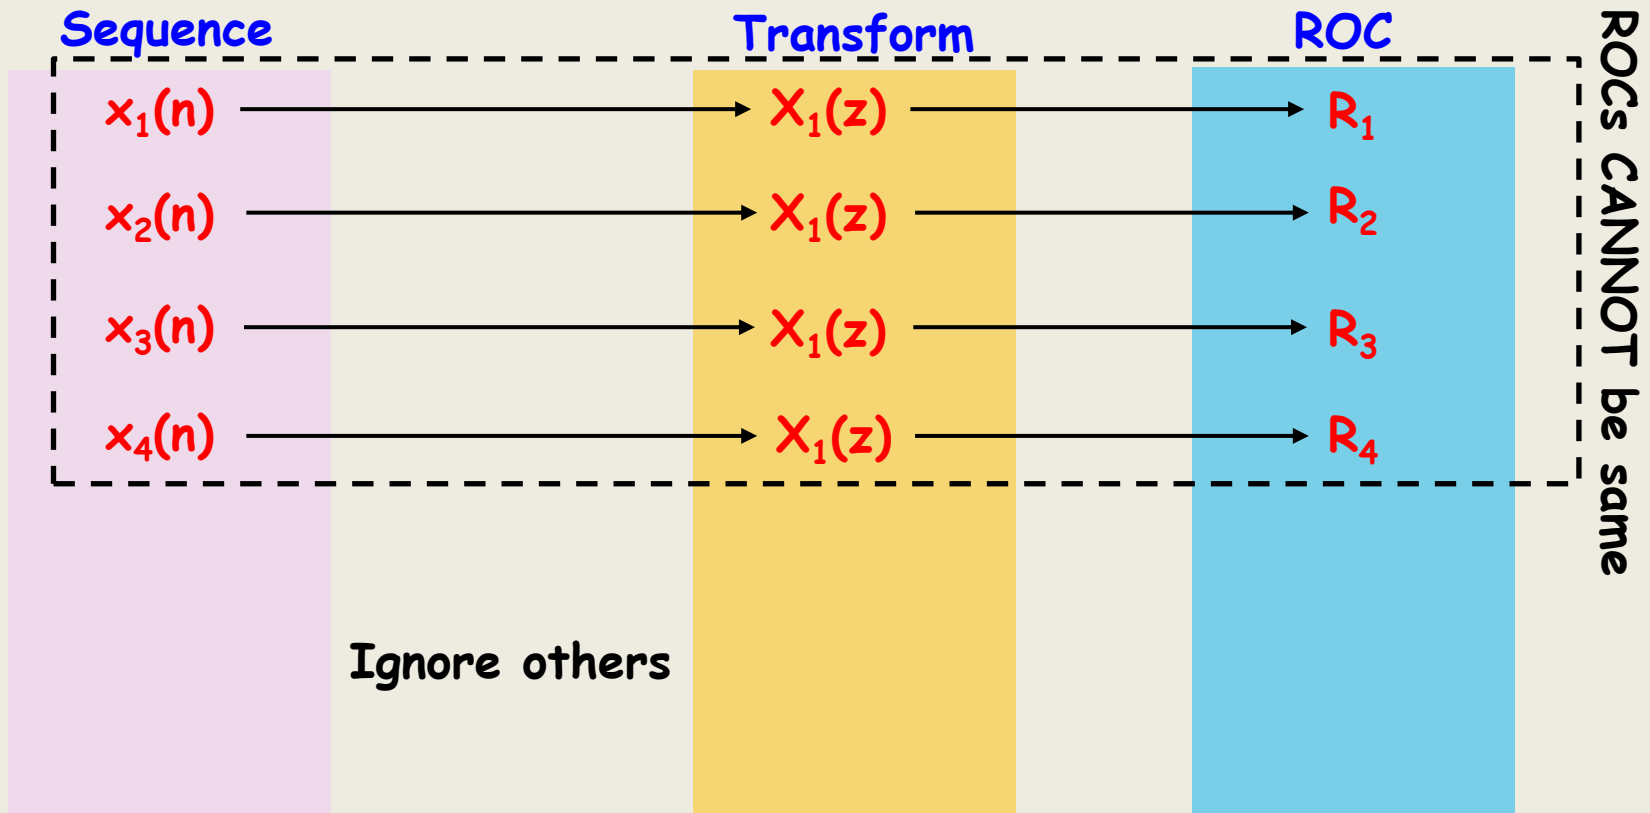 Sequence Transform ROC
x₁(n) X₁(z) R₁
x₂(n) X₁(z) R₂
x₃(n) X₁(z) R₃
x₄(n) X₁(z) R₄
Ignore others
ROCs CANNOT be same